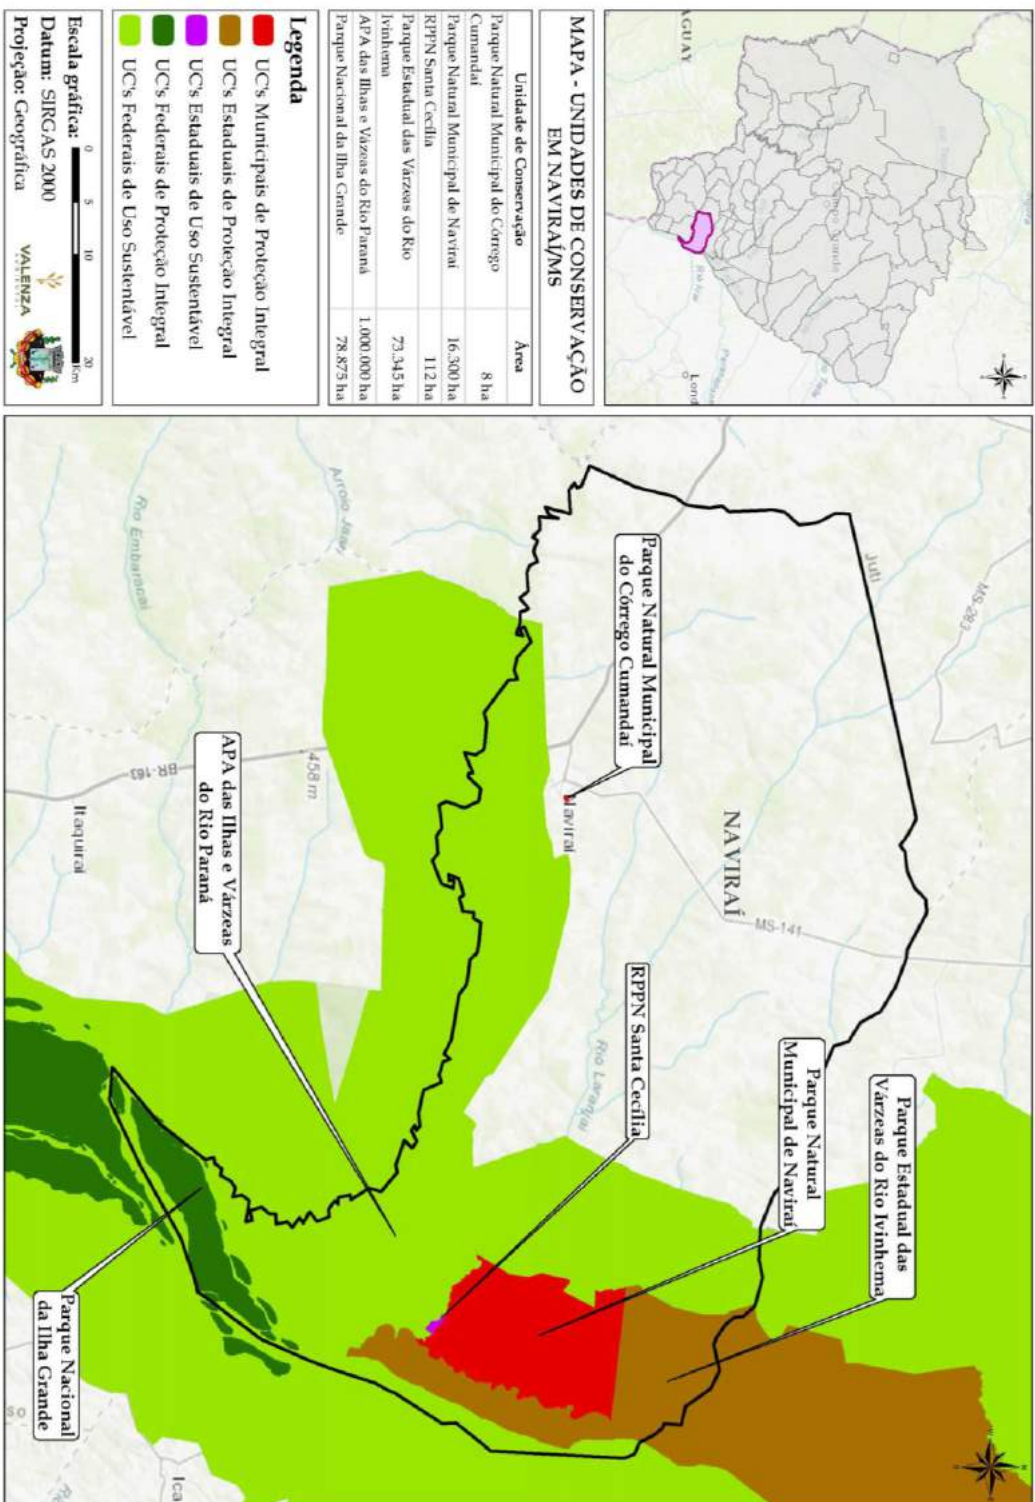 MAPA - UNIDADES DE CONSERVAÇÃO
EM NAVIRAÍ/MS
Unidade de Conservação Área
Parque Natural Municipal do Córrego
Cumandaí 8 ha
Parque Natural Municipal de Naviraí 16.300 ha
RPPN Santa Cecília 112 ha
Parque Estadual das Várzeas do Rio
Ivinhema 73.345 ha
APA das Ilhas e Vázeas do Rio Paraná 1.000.000 ha
Parque Nacional da Ilha Grande 78.875 ha
Legenda
UC's Municipais de Proteção Integral
UC's Estaduais de Proteção Integral
UC's Estaduais de Uso Sustentável
UC's Federais de Proteção Integral
UC's Federais de Uso Sustentável
Escala gráfica: 0 5 10 20 Km
Datum: SIRGAS 2000
Projeção: Geográfica
VALENZA
AGUAY
Lond
MS-283
Juti
NAVIRAÍ
MS-141
Parque Estadual das
Várzeas do Rio Ivinhema
Parque Natural
Municipal de Naviraí
Parque Natural Municipal
do Córrego Cumandaí
RPPN Santa Cecília
Naviraí
Rio Laranjaí
Arroio Jaraí
458 m
BR-163
Rio Embaracaí
APA das Ilhas e Várzeas
do Rio Paraná
Itaquiraí
Parque Nacional
da Ilha Grande
Ica